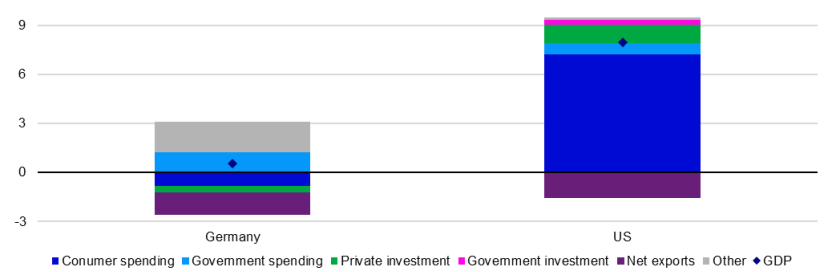 9
6
3
0
-3
Germany US
Conumer spending Government spending Private investment Government investment Net exports Other GDP